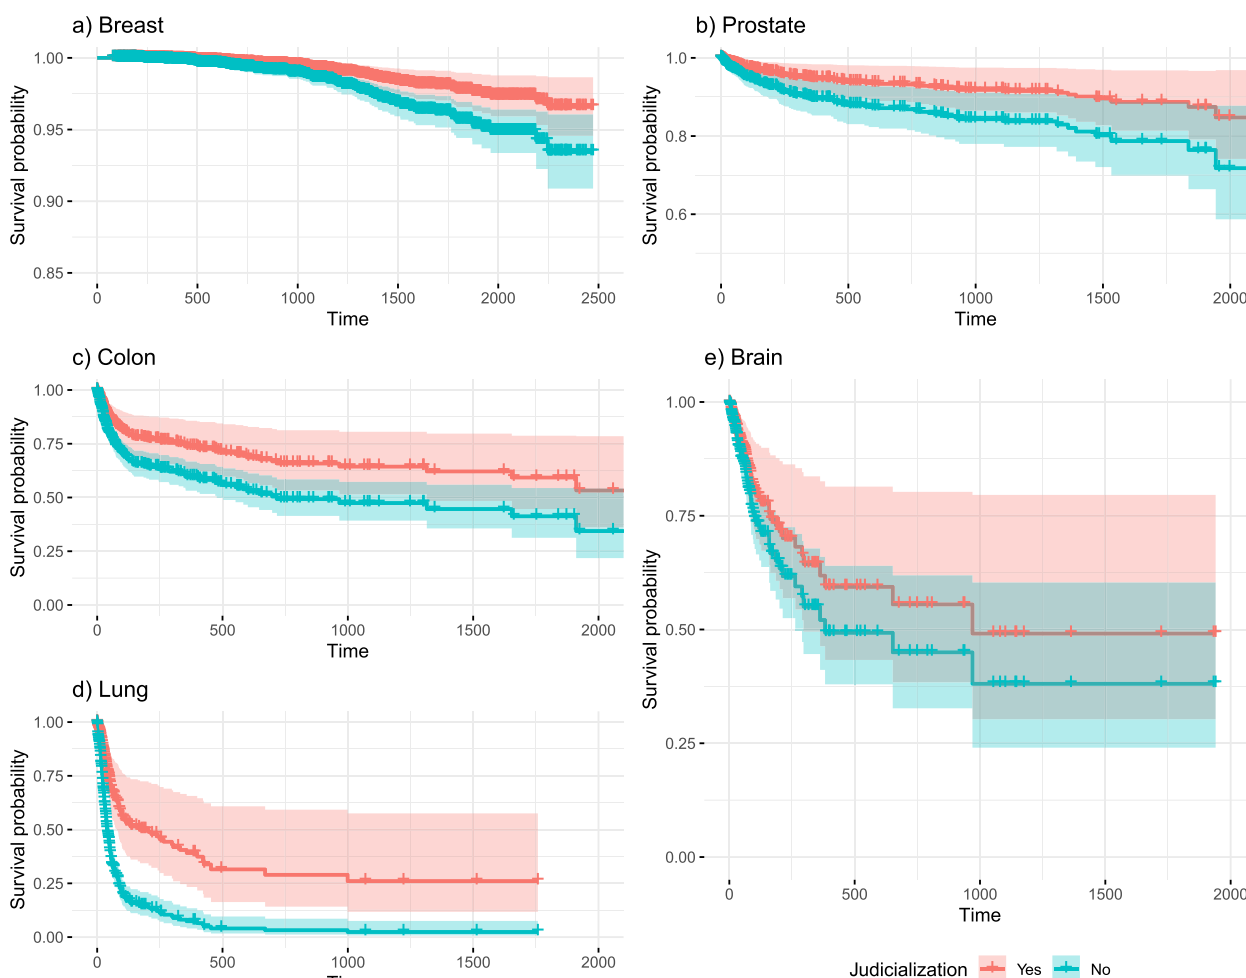 a) Breast
Survival probability
1.00
0.95
0.90
0.85
0 500 1000 1500 2000 2500
Time
b) Prostate
Survival probability
1.0
0.8
0.6
0 500 1000 1500 2000
Time
c) Colon
Survival probability
1.00
0.75
0.50
0.25
0.00
0 500 1000 1500 2000
Time
e) Brain
Survival probability
1.00
0.75
0.50
0.25
0.00
0 500 1000 1500 2000
Time
d) Lung
Survival probability
1.00
0.75
0.50
0.25
0.00
0 500 1000 1500 2000
Time
Judicialization Yes No